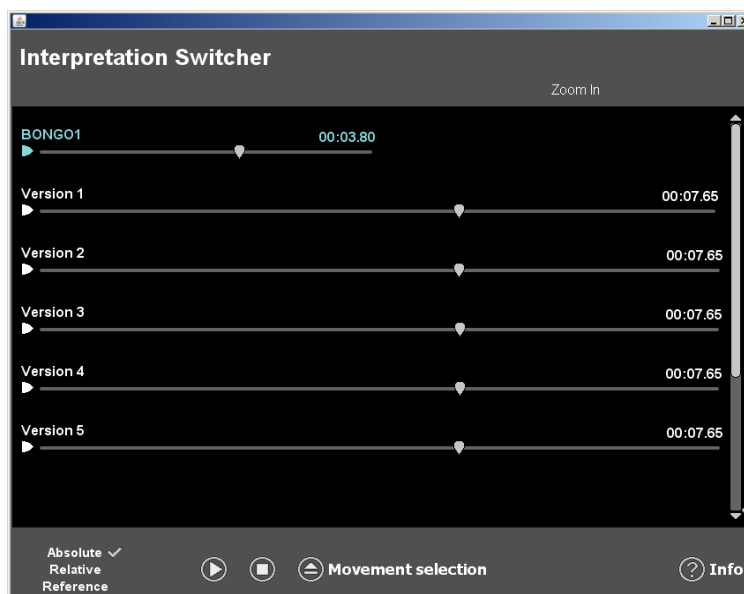 Interpretation Switcher
Zoom In
BONGO1 00:03.80
Version 1 00:07.65
Version 2 00:07.65
Version 3 00:07.65
Version 4 00:07.65
Version 5 00:07.65
Absolute
Relative
Reference
Movement selection
? Info